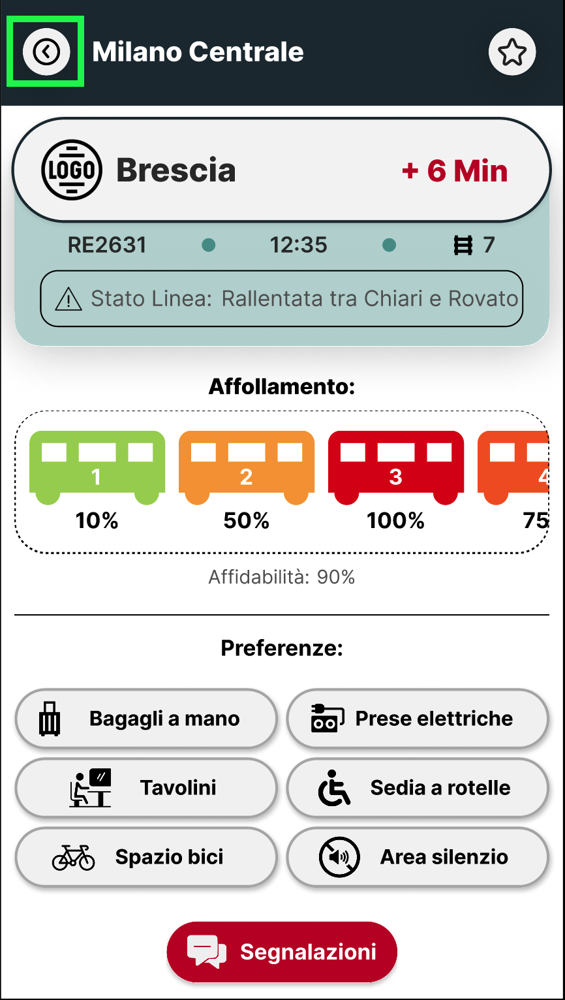 Milano Centrale
LOGO Brescia + 6 Min
RE2631 12:35 7
Stato Linea: Rallentata tra Chiari e Rovato
Affollamento:
1 2 3 4
10% 50% 100% 75
Affidabilità: 90%
Preferenze:
Bagagli a mano Prese elettriche
Tavolini Sedia a rotelle
Spazio bici Area silenzio
Segnalazioni